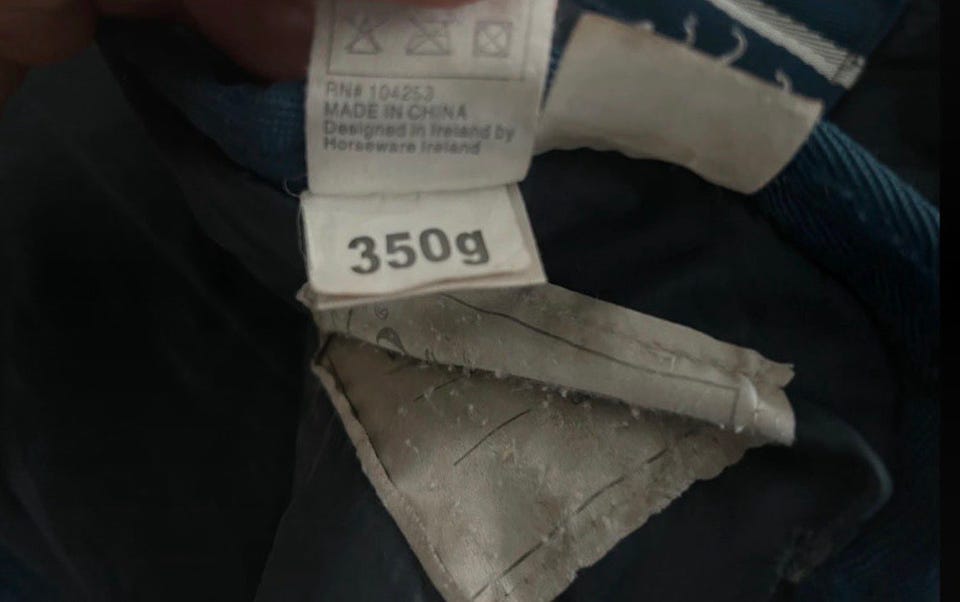 RN# 104253
MADE IN CHINA
Designed in Ireland by
Horseware Ireland
350g